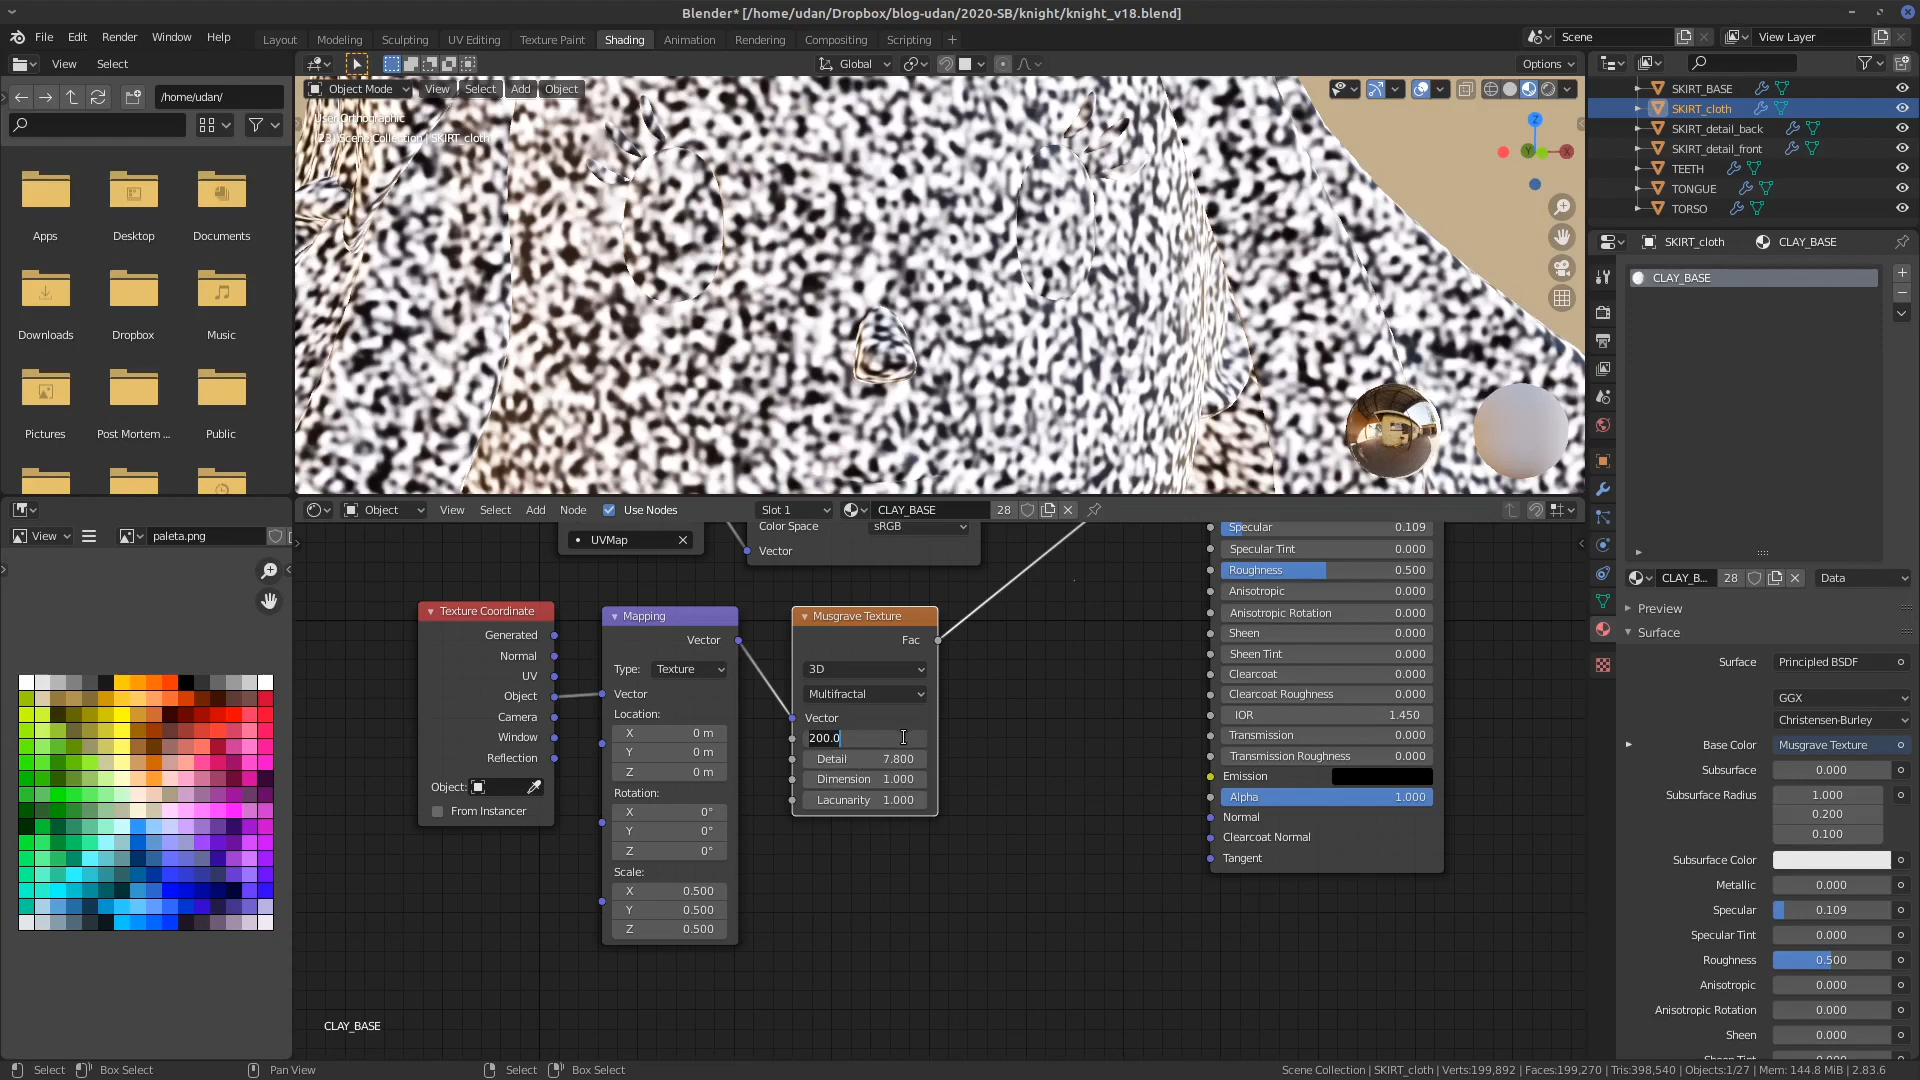 Blender* [/home/udan/Dropbox/blog-udan/2020-SB/knight/knight_v18.blend]
File Edit Render Window Help
Layout Modeling Sculpting UV Editing Texture Paint Shading Animation Rendering Compositing Scripting +
Scene
View Layer
View Select
Global
Options
/home/udan/
Object Mode View Select Add Object
User Orthographic
(23) Scene Collection | SKIRT_cloth
Z
Y
X
SKIRT_BASE
SKIRT_cloth
SKIRT_detail_back
SKIRT_detail_front
TEETH
TONGUE
TORSO
Apps Desktop Documents
Downloads Dropbox Music
Pictures Post Mortem ... Public
SKIRT_cloth CLAY_BASE
CLAY_BASE
Object View Select Add Node Use Nodes Slot 1 CLAY_BASE 28
View paleta.png
UVMap
Color Space sRGB
Vector
Texture Coordinate
Generated
Normal
UV
Object
Camera
Window
Reflection
Object:
From Instancer
Mapping
Vector
Type: Texture
Vector
Location:
X 0 m
Y 0 m
Z 0 m
Rotation:
X 0°
Y 0°
Z 0°
Scale:
X 0.500
Y 0.500
Z 0.500
Musgrave Texture
Fac
3D
Multifractal
Vector
200.0
Detail 7.800
Dimension 1.000
Lacunarity 1.000
Specular 0.109
Specular Tint 0.000
Roughness 0.500
Anisotropic 0.000
Anisotropic Rotation 0.000
Sheen 0.000
Sheen Tint 0.000
Clearcoat 0.000
Clearcoat Roughness 0.000
IOR 1.450
Transmission 0.000
Transmission Roughness 0.000
Emission
Alpha 1.000
Normal
Clearcoat Normal
Tangent
CLAY_BASE
CLAY_B... 28 Data
Preview
Surface
Surface Principled BSDF
GGX
Christensen-Burley
Base Color Musgrave Texture
Subsurface 0.000
Subsurface Radius 1.000
0.200
0.100
Subsurface Color
Metallic 0.000
Specular 0.109
Specular Tint 0.000
Roughness 0.500
Anisotropic 0.000
Anisotropic Rotation 0.000
Sheen 0.000
Select Box Select Pan View Select Box Select
Scene Collection | SKIRT_cloth | Verts:199,892 | Faces:199,270 | Tris:398,540 | Objects:1/27 | Mem: 144.8 MiB | 2.83.6